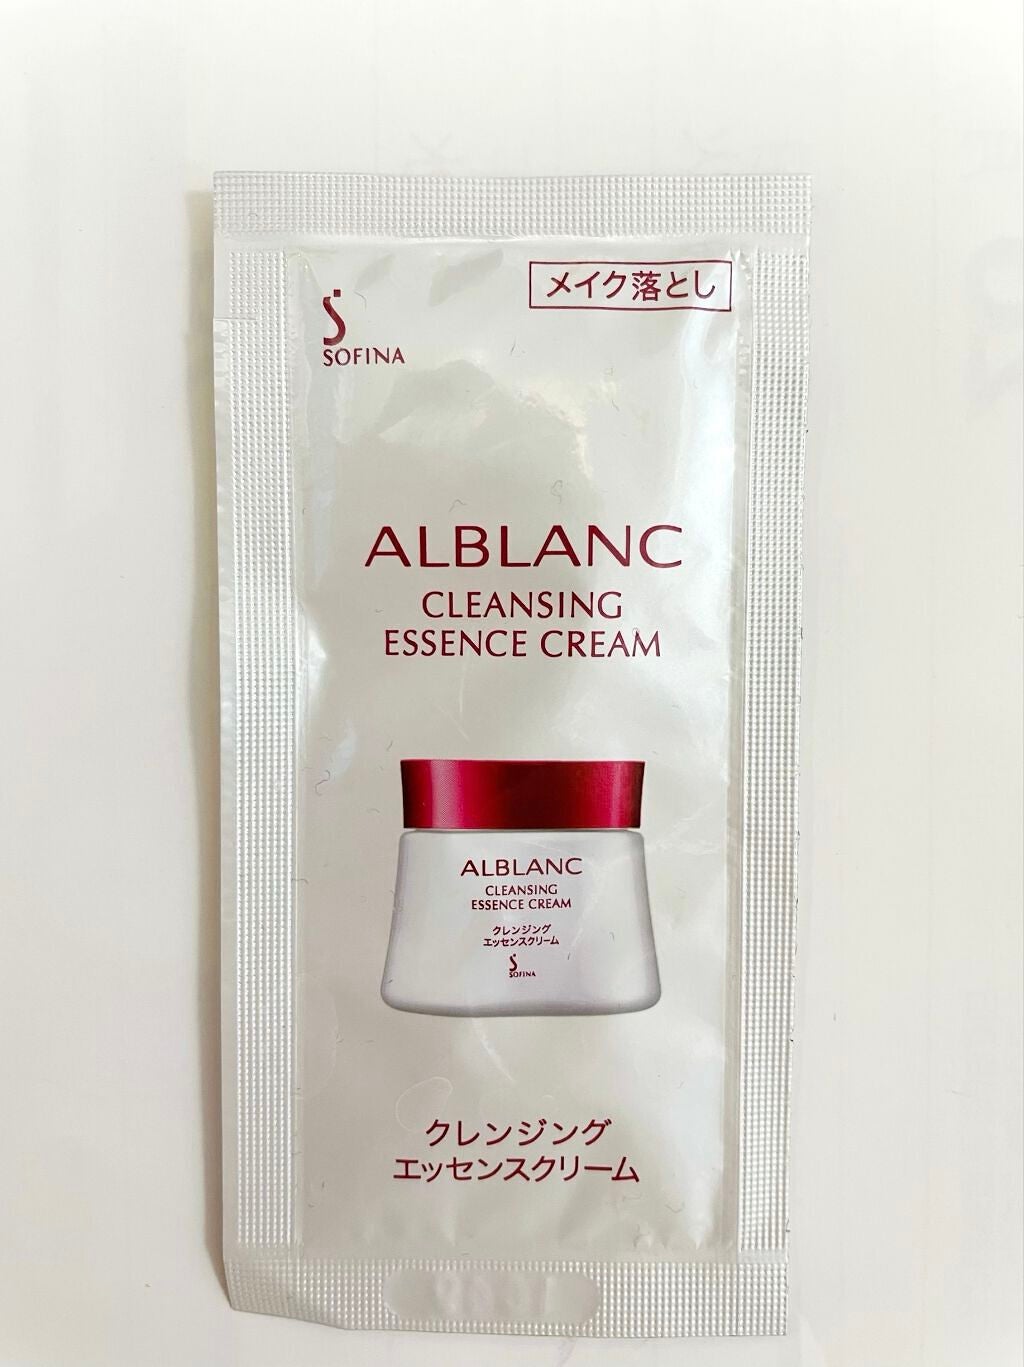 メイク落とし
SOFINA
ALBLANC
CLEANSING
ESSENCE CREAM
ALBLANC
CLEANSING
ESSENCE CREAM
クレンジング
エッセンスクリーム
SOFINA
クレンジング
エッセンスクリーム